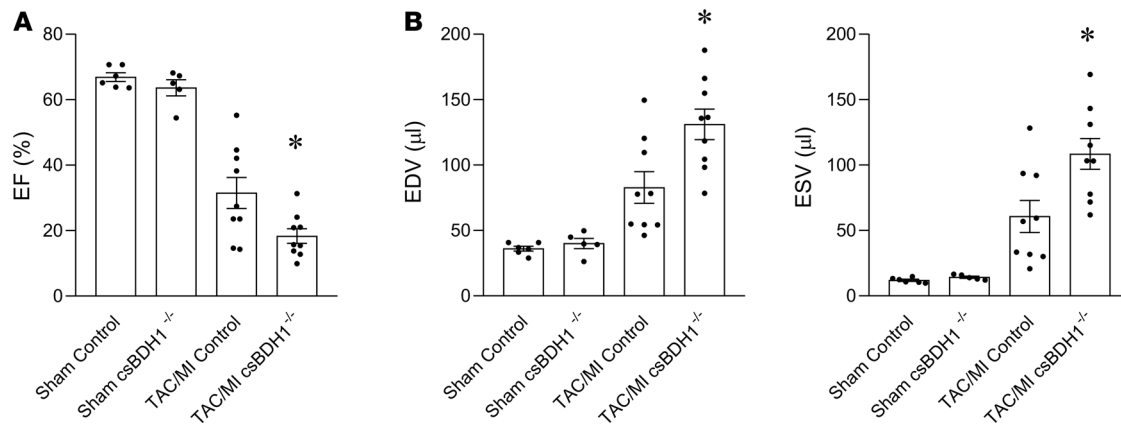 A
80
60
40
20
0
EF (%)
*
Sham Control
Sham csBDH1-/-
TAC/MI Control
TAC/MI csBDH1-/-
B
200
150
100
50
0
EDV (µl)
*
Sham Control
Sham csBDH1-/-
TAC/MI Control
TAC/MI csBDH1-/-
200
150
100
50
0
ESV (µl)
*
Sham Control
Sham csBDH1-/-
TAC/MI Control
TAC/MI csBDH1-/-